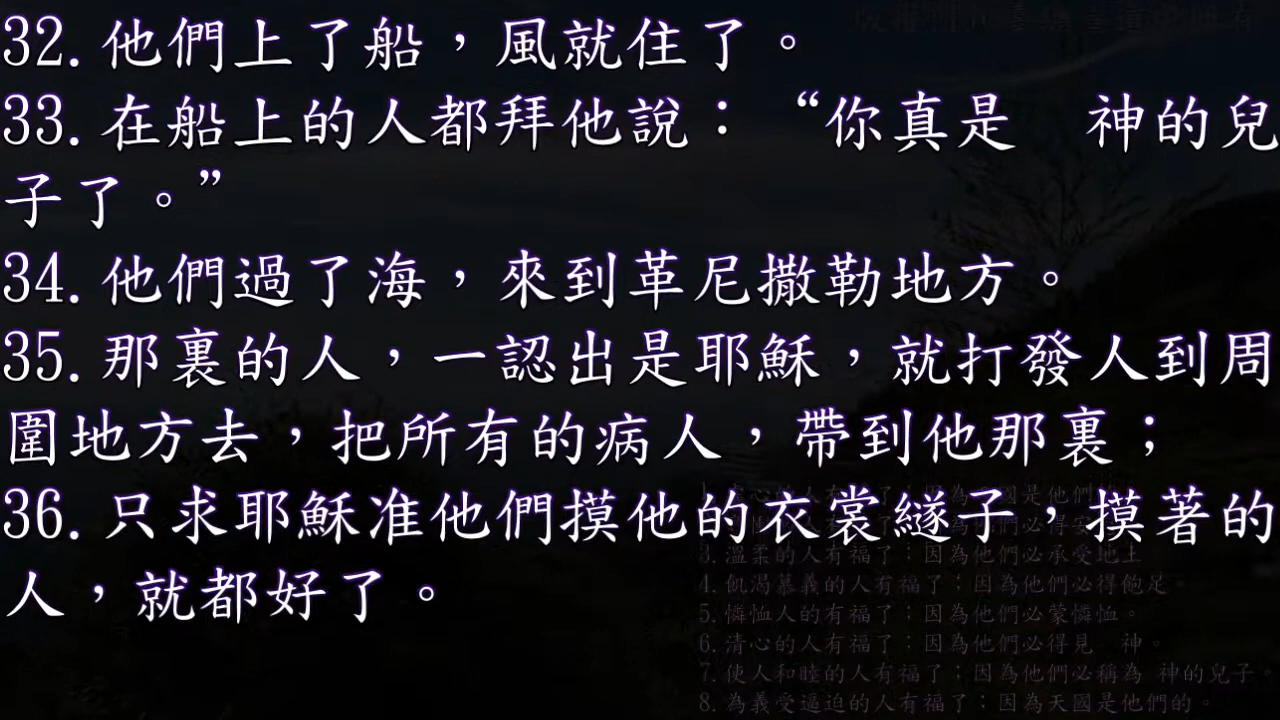 32.他們上了船，風就住了。
33.在船上的人都拜他說：“你真是　神的兒
子了。”
34.他們過了海，來到革尼撒勒地方。
35.那裏的人，一認出是耶穌，就打發人到周
圍地方去，把所有的病人，帶到他那裏；
36.只求耶穌准他們摸他的衣裳繸子，摸著的
人，就都好了。
3.溫柔的人有福了：因為他們必承受地土
4.飢渴慕義的人有福了：因為他們必得飽足。
5.憐恤人的有福了：因為他們必蒙憐恤。
6.清心的人有福了：因為他們必得見　神。
7.使人和睦的人有福了：因為他們必稱為 神的兒子。
8.為義受逼迫的人有福了：因為天國是他們的。